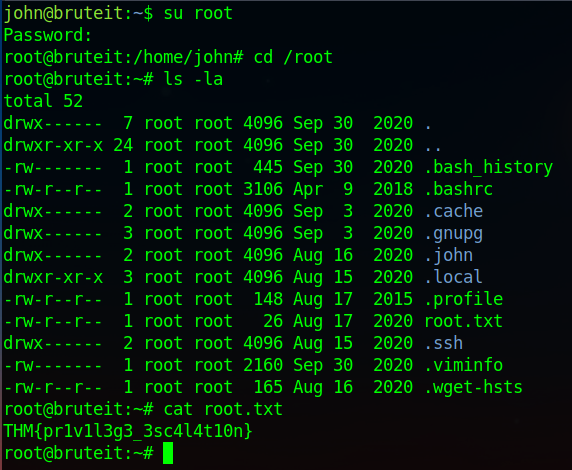 john@bruteit:~$ su root
Password:
root@bruteit:/home/john# cd /root
root@bruteit:~# ls -la
total 52
drwx------  7 root root 4096 Sep 30  2020 .
drwxr-xr-x 24 root root 4096 Sep 30  2020 ..
-rw-------  1 root root  445 Sep 30  2020 .bash_history
-rw-r--r--  1 root root 3106 Apr  9  2018 .bashrc
drwx------  2 root root 4096 Sep  3  2020 .cache
drwx------  3 root root 4096 Sep  3  2020 .gnupg
drwx------  2 root root 4096 Aug 16  2020 .john
drwxr-xr-x  3 root root 4096 Aug 15  2020 .local
-rw-r--r--  1 root root  148 Aug 17  2015 .profile
-rw-r--r--  1 root root   26 Aug 17  2020 root.txt
drwx------  2 root root 4096 Aug 15  2020 .ssh
-rw-------  1 root root 2160 Sep 30  2020 .viminfo
-rw-r--r--  1 root root  165 Aug 16  2020 .wget-hsts
root@bruteit:~# cat root.txt
THM{pr1v1l3g3_3sc4l4t10n}
root@bruteit:~#